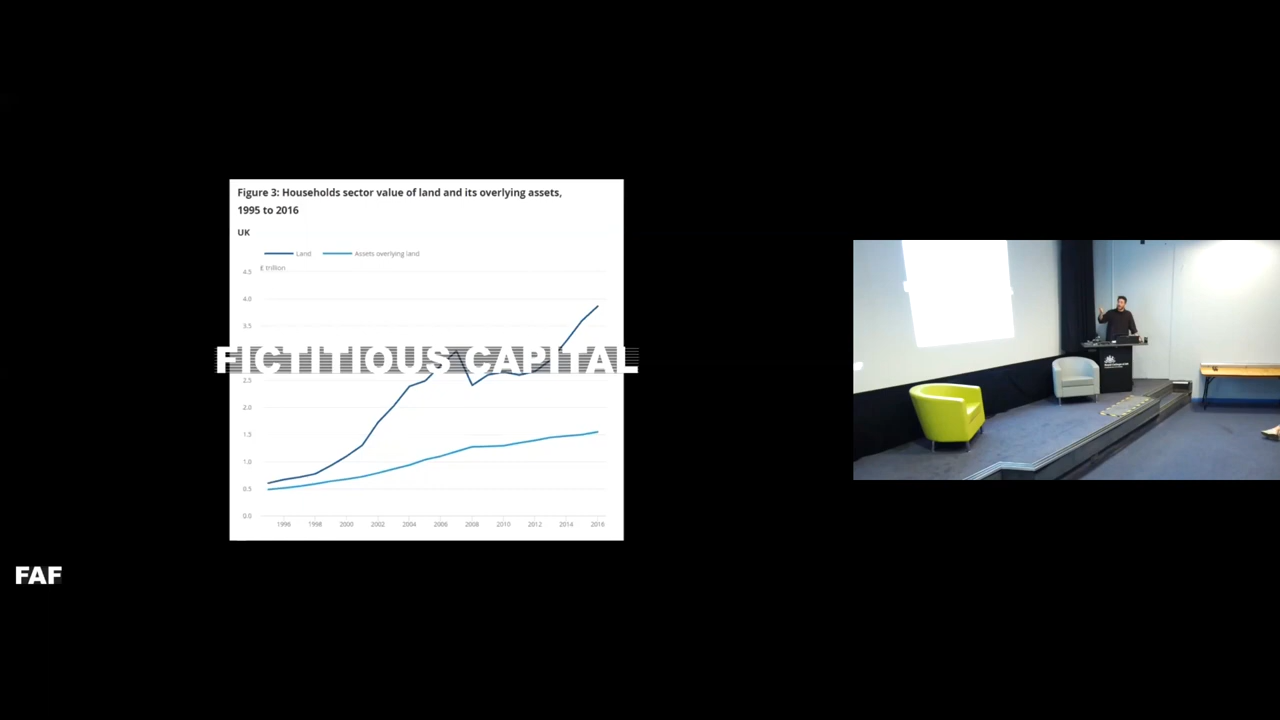 Figure 3: Households sector value of land and its overlying assets,
1995 to 2016
UK
Land
Assets overlying land
£ trillion
4.5
4.0
3.5
FICTITIOUS CAPITAL
2.5
2.0
1.5
1.0
0.5
0.0
1996 1998 2000 2002 2004 2006 2008 2010 2012 2014 2016
FAF